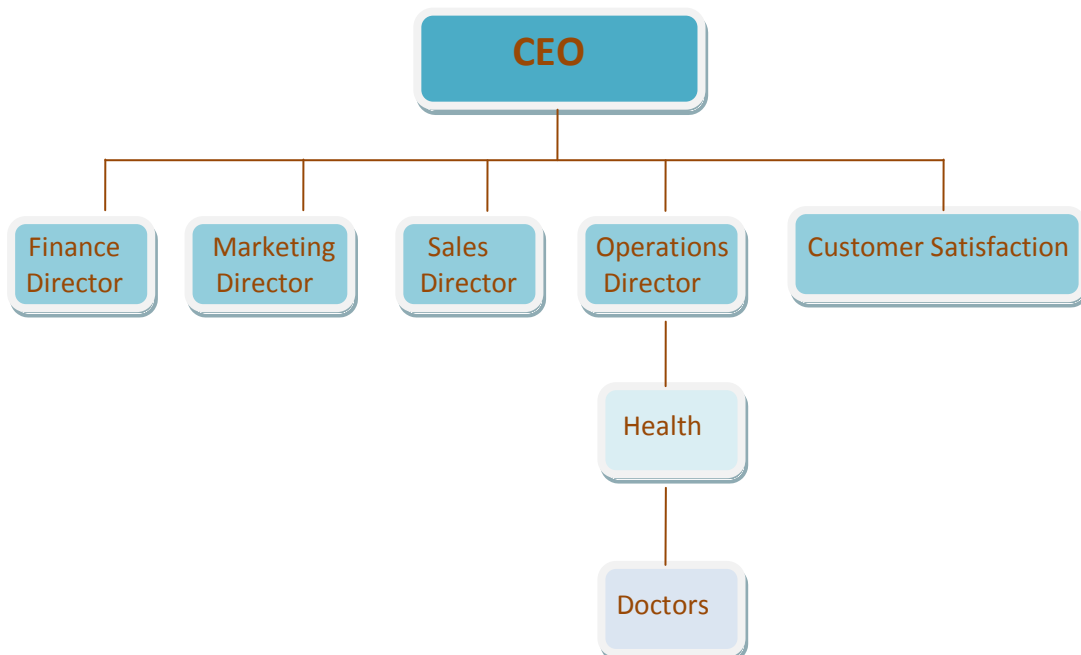 CEO
Finance
Director
Marketing
Director
Sales
Director
Operations
Director
Customer Satisfaction
Health
Doctors